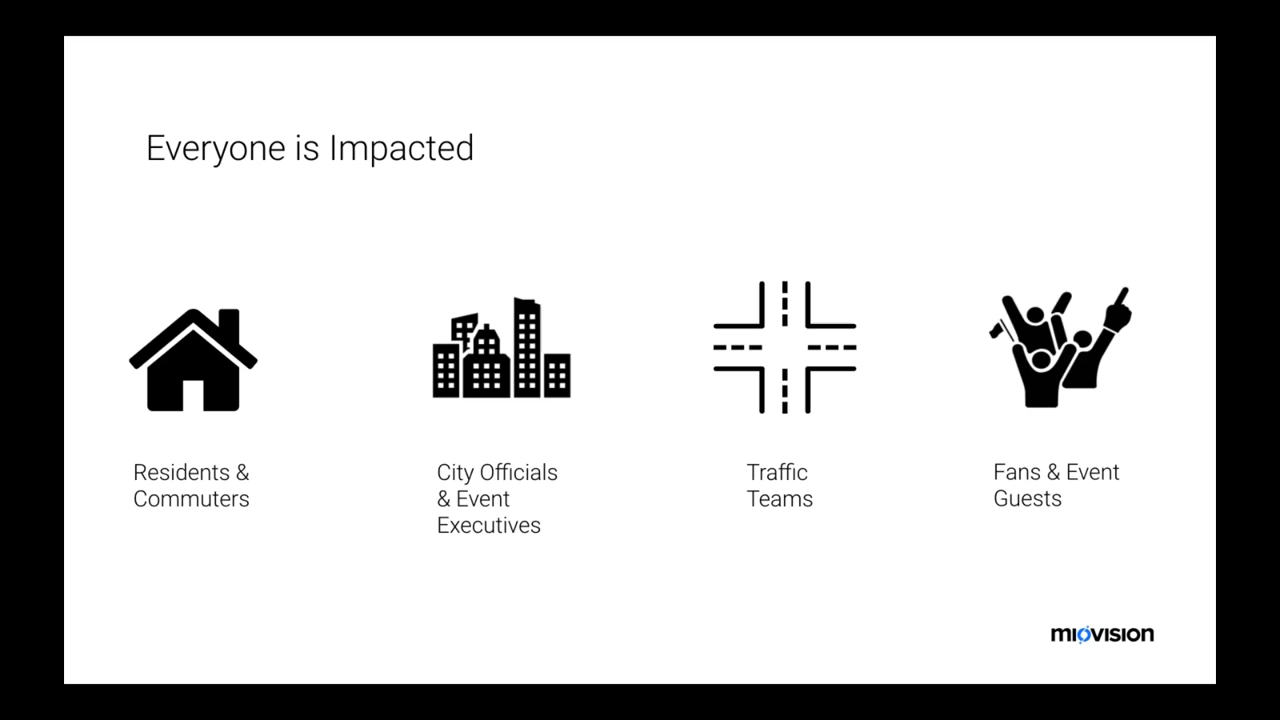 Everyone is Impacted
Residents &
Commuters
City Officials
& Event
Executives
Traffic
Teams
Fans & Event
Guests
miovision